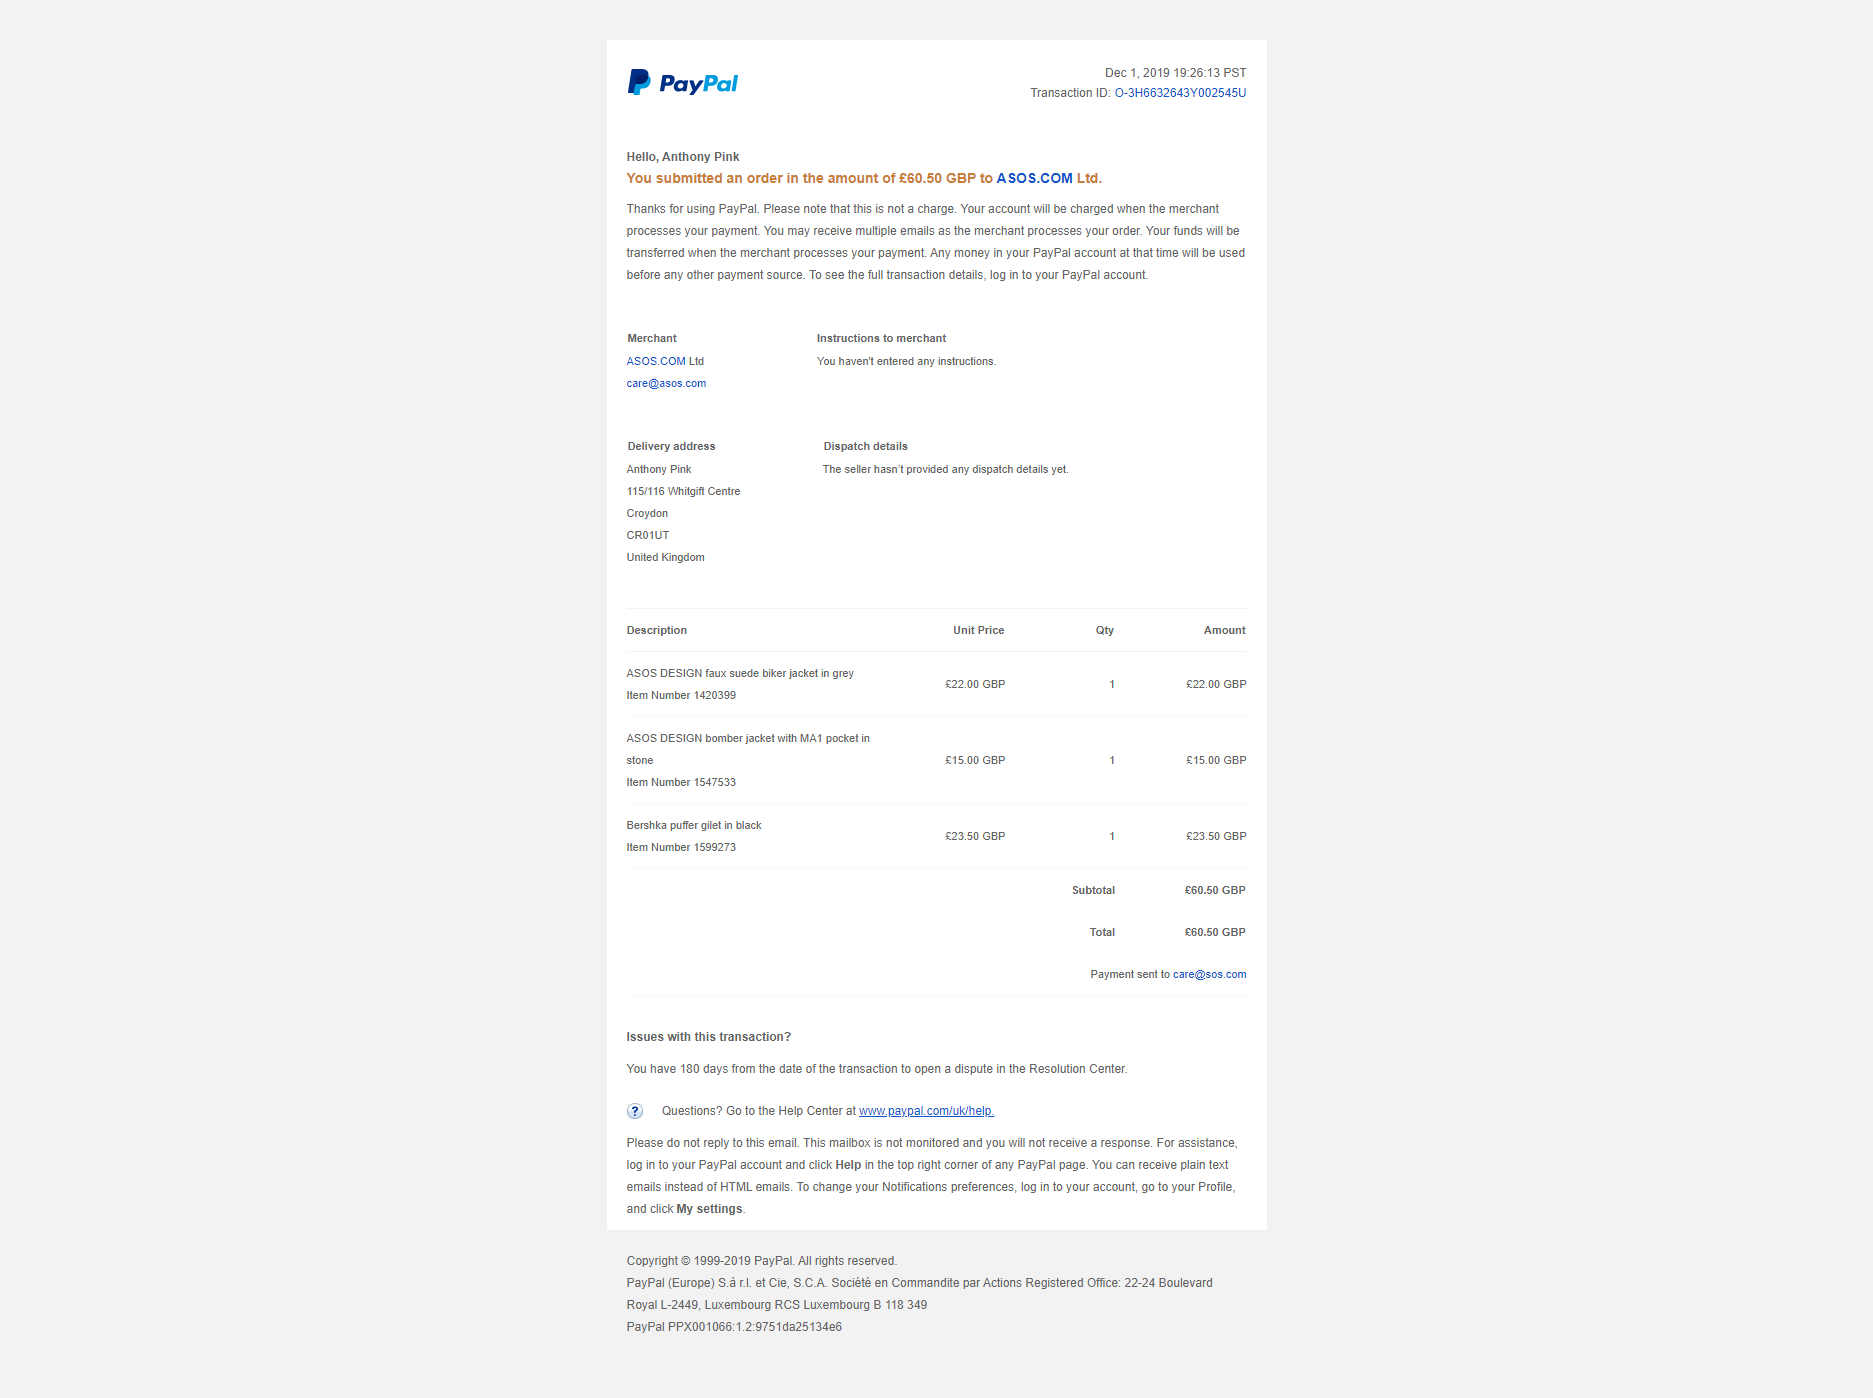 PayPal
Dec 1, 2019 19:26:13 PST
Transaction ID: O-3H6632643Y002545U
Hello, Anthony Pink
You submitted an order in the amount of £60.50 GBP to ASOS.COM Ltd.
Thanks for using PayPal. Please note that this is not a charge. Your account will be charged when the merchant
processes your payment. You may receive multiple emails as the merchant processes your order. Your funds will be
transferred when the merchant processes your payment. Any money in your PayPal account at that time will be used
before any other payment source. To see the full transaction details, log in to your PayPal account.
Merchant
ASOS.COM Ltd
care@asos.com
Instructions to merchant
You haven't entered any instructions.
Delivery address
Anthony Pink
115/116 Whitgift Centre
Croydon
CR01UT
United Kingdom
Dispatch details
The seller hasn't provided any dispatch details yet.
Description Unit Price Qty Amount
ASOS DESIGN faux suede biker jacket in grey
Item Number 1420399
£22.00 GBP 1 £22.00 GBP
ASOS DESIGN bomber jacket with MA1 pocket in
stone
Item Number 1547533
£15.00 GBP 1 £15.00 GBP
Bershka puffer gilet in black
Item Number 1599273
£23.50 GBP 1 £23.50 GBP
Subtotal £60.50 GBP
Total £60.50 GBP
Payment sent to care@sos.com
Issues with this transaction?
You have 180 days from the date of the transaction to open a dispute in the Resolution Center.
? Questions? Go to the Help Center at www.paypal.com/uk/help.
Please do not reply to this email. This mailbox is not monitored and you will not receive a response. For assistance,
log in to your PayPal account and click Help in the top right corner of any PayPal page. You can receive plain text
emails instead of HTML emails. To change your Notifications preferences, log in to your account, go to your Profile,
and click My settings.
Copyright © 1999-2019 PayPal. All rights reserved.
PayPal (Europe) S.à r.l. et Cie, S.C.A. Société en Commandite par Actions Registered Office: 22-24 Boulevard
Royal L-2449, Luxembourg RCS Luxembourg B 118 349
PayPal PPX001066:1.2:9751da25134e6